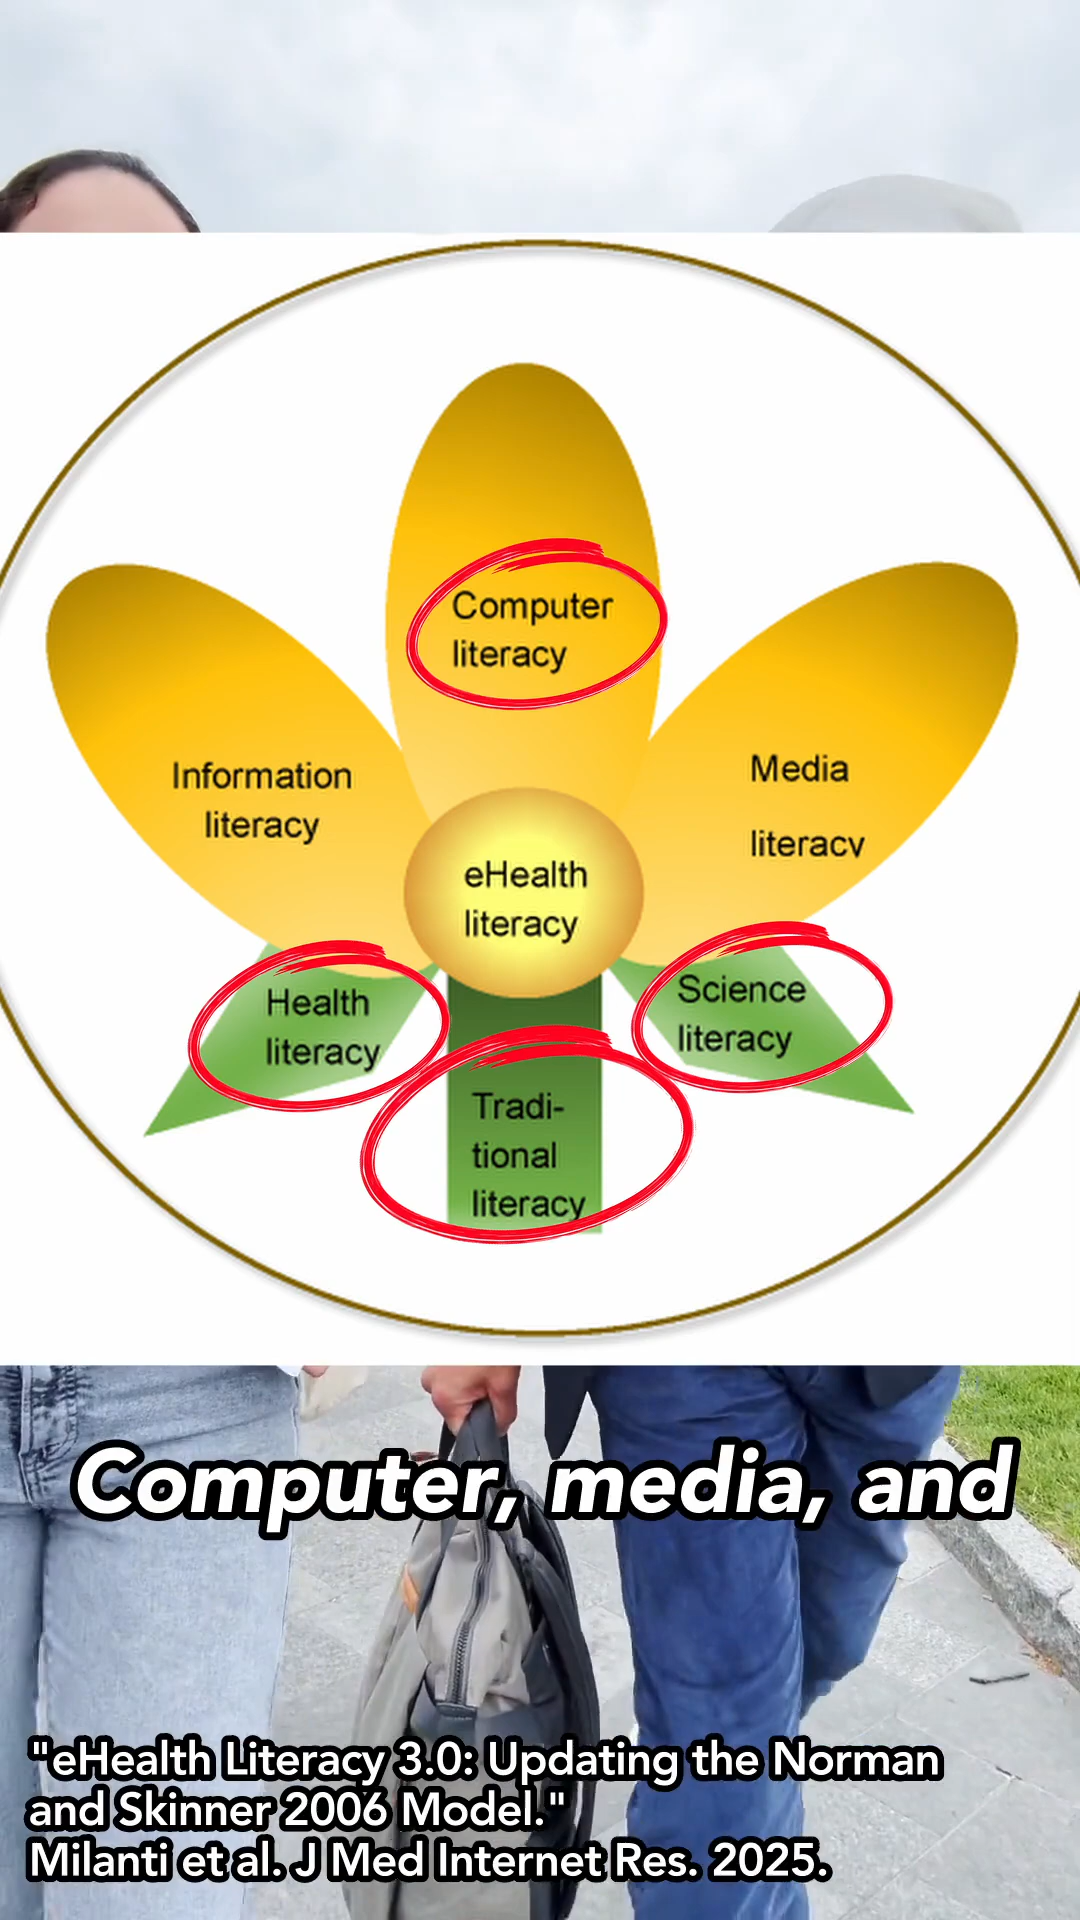 Computer
literacy
Information
literacy
Media
literacv
eHealth
literacy
Health
literacy
Science
literacy
Tradi-
tional
literacy
Computer, media, and
"eHealth Literacy 3.0: Updating the Norman
and Skinner 2006 Model."
Milanti et al. J Med Internet Res. 2025.